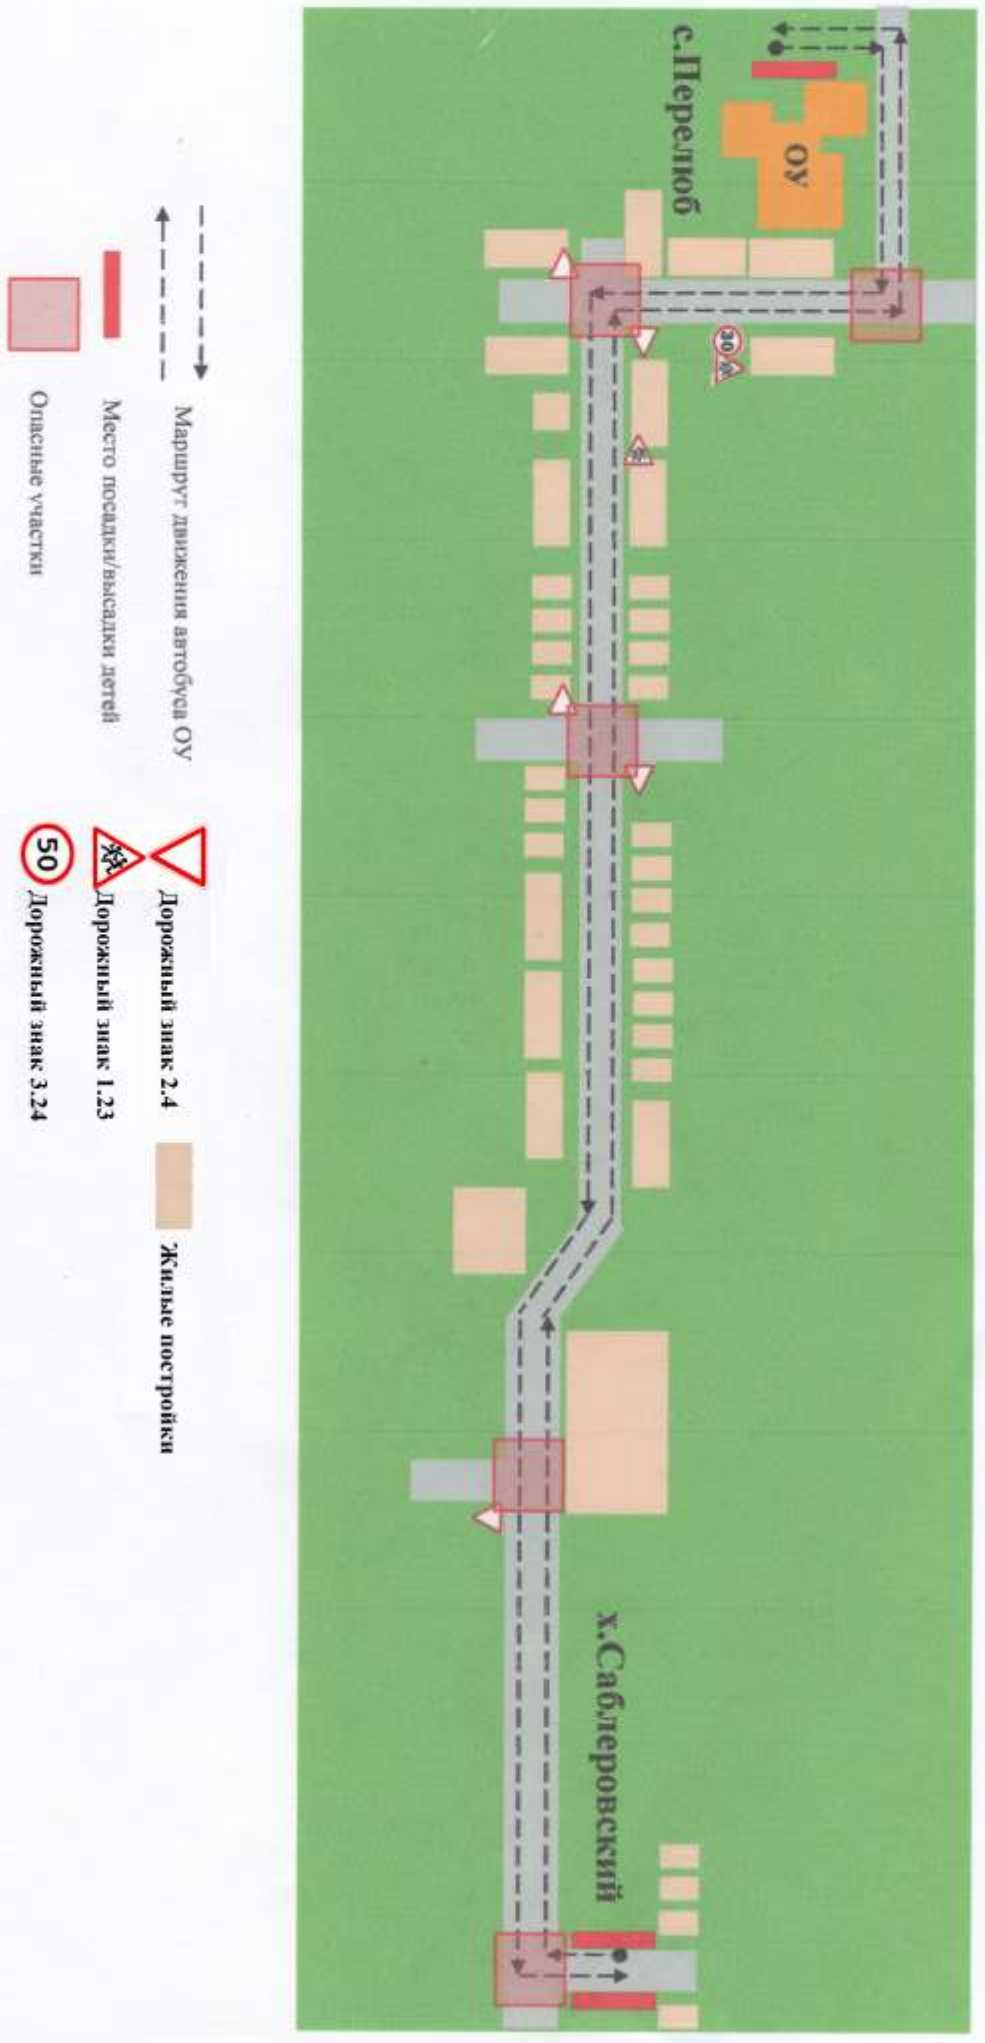 с.Перелюб
ОУ
30
х.Саблеровский
Маршрут движения автобуса ОУ
Место посадки/высадки детей
Опасные участки
Дорожный знак 2.4
Дорожный знак 1.23
50
Дорожный знак 3.24
Жилые постройки